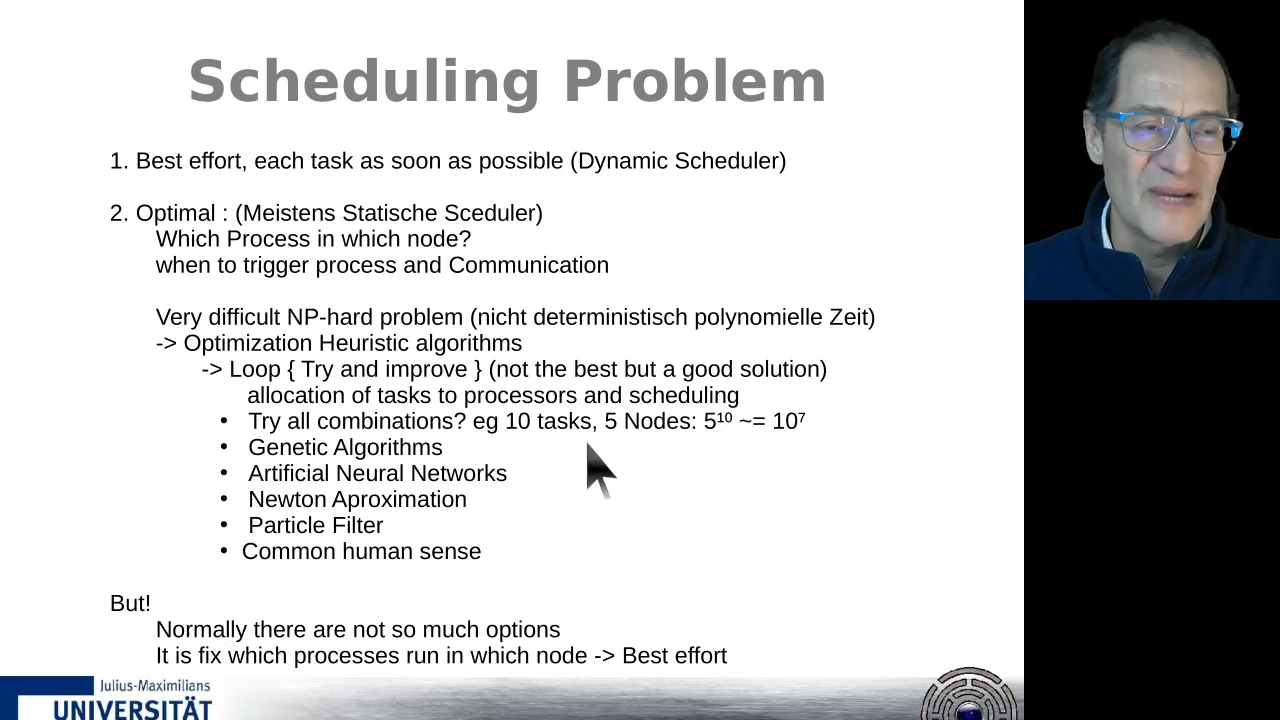 Scheduling Problem
1. Best effort, each task as soon as possible (Dynamic Scheduler)
2. Optimal : (Meistens Statische Sceduler)
Which Process in which node?
when to trigger process and Communication
Very difficult NP-hard problem (nicht deterministisch polynomielle Zeit)
-> Optimization Heuristic algorithms
-> Loop { Try and improve } (not the best but a good solution)
allocation of tasks to processors and scheduling
• Try all combinations? eg 10 tasks, 5 Nodes: 5¹⁰ ~= 10⁷
• Genetic Algorithms
• Artificial Neural Networks
• Newton Aproximation
• Particle Filter
• Common human sense
But!
Normally there are not so much options
It is fix which processes run in which node -> Best effort
Julius-Maximilians
UNIVERSITÄT